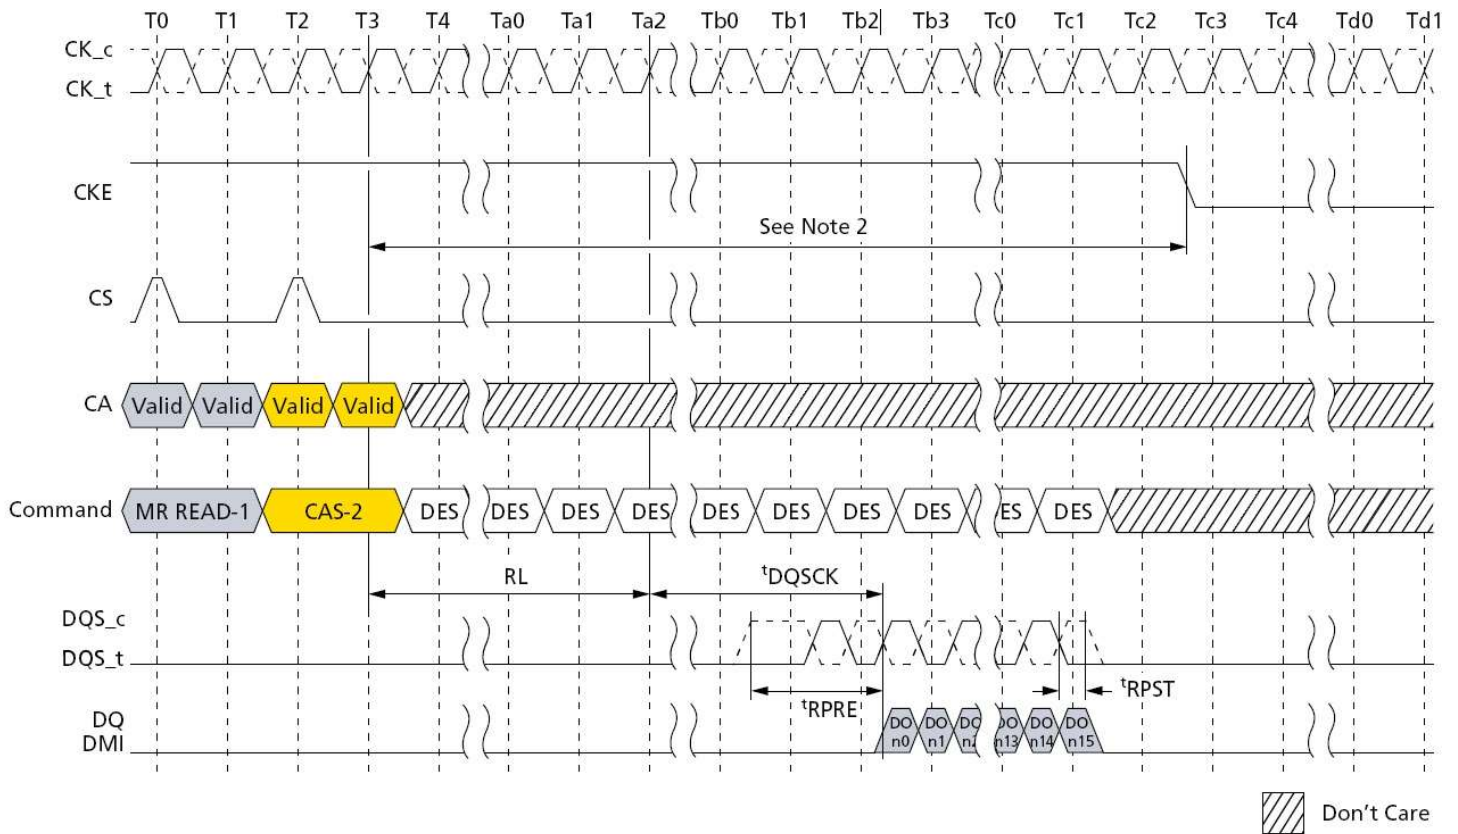 T0 T1 T2 T3 T4 Ta0 Ta1 Ta2 Tb0 Tb1 Tb2 Tb3 Tc0 Tc1 Tc2 Tc3 Tc4 Td0 Td1
CK_c
CK_t
CKE
See Note 2
CS
CA Valid Valid Valid Valid
Command MR READ-1 CAS-2 DES DES DES DES DES DES DES DES ES DES
RL tDQSCK
DQS_c
DQS_t
tRPRE tRPST
DQ DO DO DO DO DO DO
DMI n0 n1 n2 n13 n14 n15
Don't Care